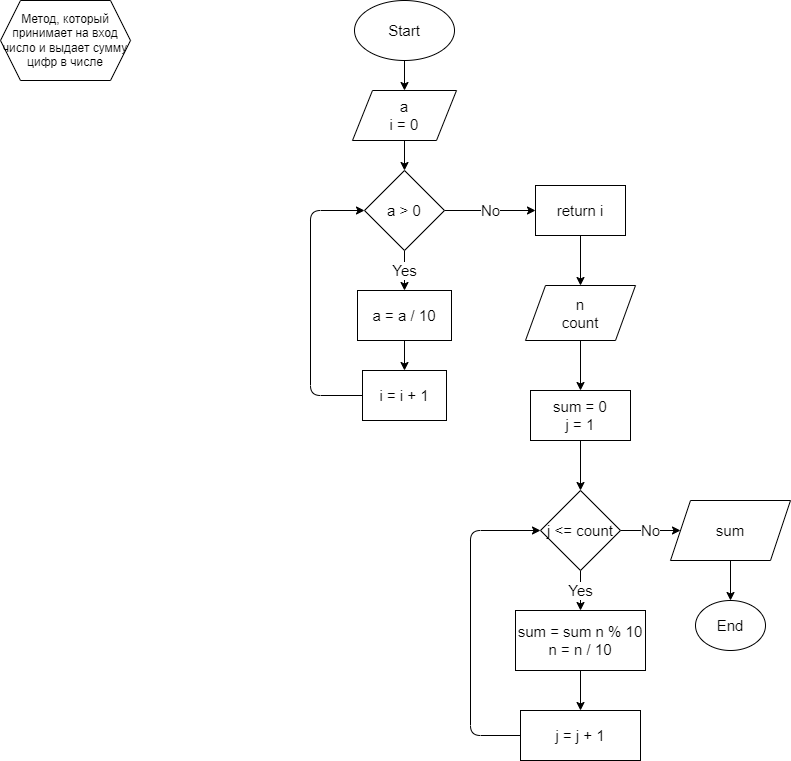 Метод, который
принимает на вход
число и выдает сумму
цифр в числе
Start
a
i = 0
a > 0
No
return i
Yes
a = a / 10
i = i + 1
n
count
sum = 0
j = 1
j <= count
No
sum
Yes
End
sum = sum n % 10
n = n / 10
j = j + 1